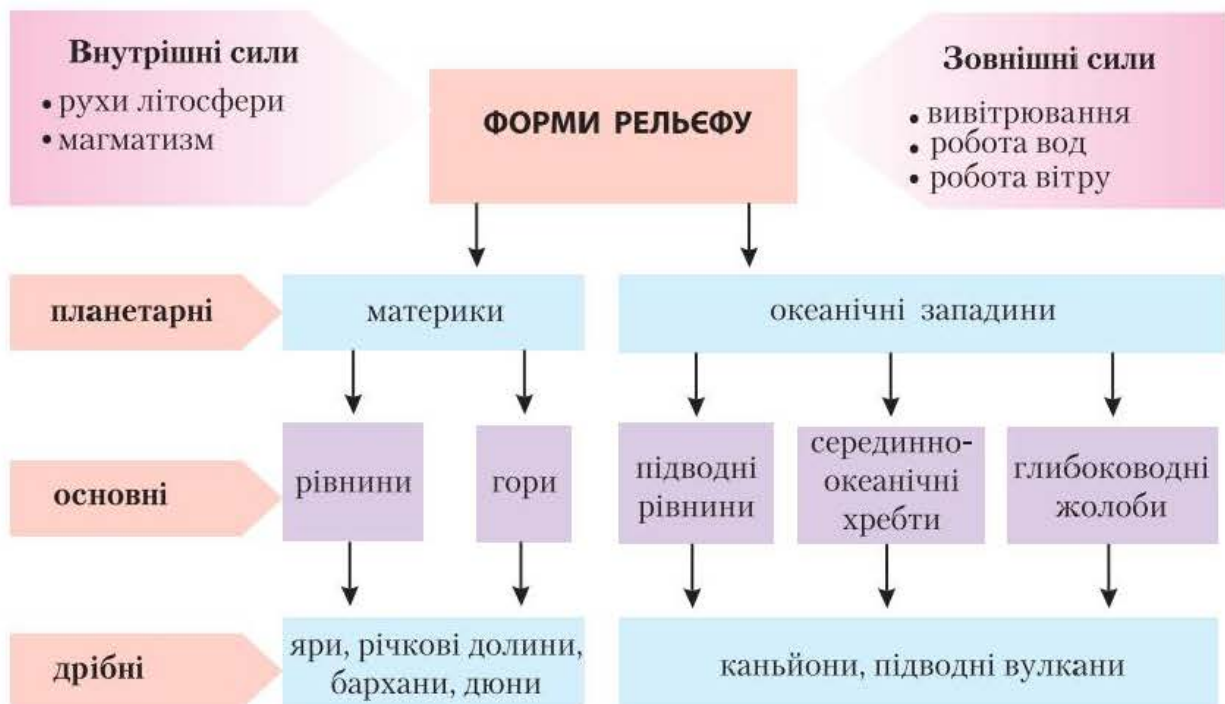 Внутрішні сили
• рухи літосфери
• магматизм
ФОРМИ РЕЛЬЄФУ
Зовнішні сили
• вивітрювання
• робота вод
• робота вітру
планетарні
материки
океанічні западини
основні
рівнини
гори
підводні
рівнини
серединно-
океанічні
хребти
глибоководні
жолоби
дрібні
яри, річкові долини,
бархани, дюни
каньйони, підводні вулкани